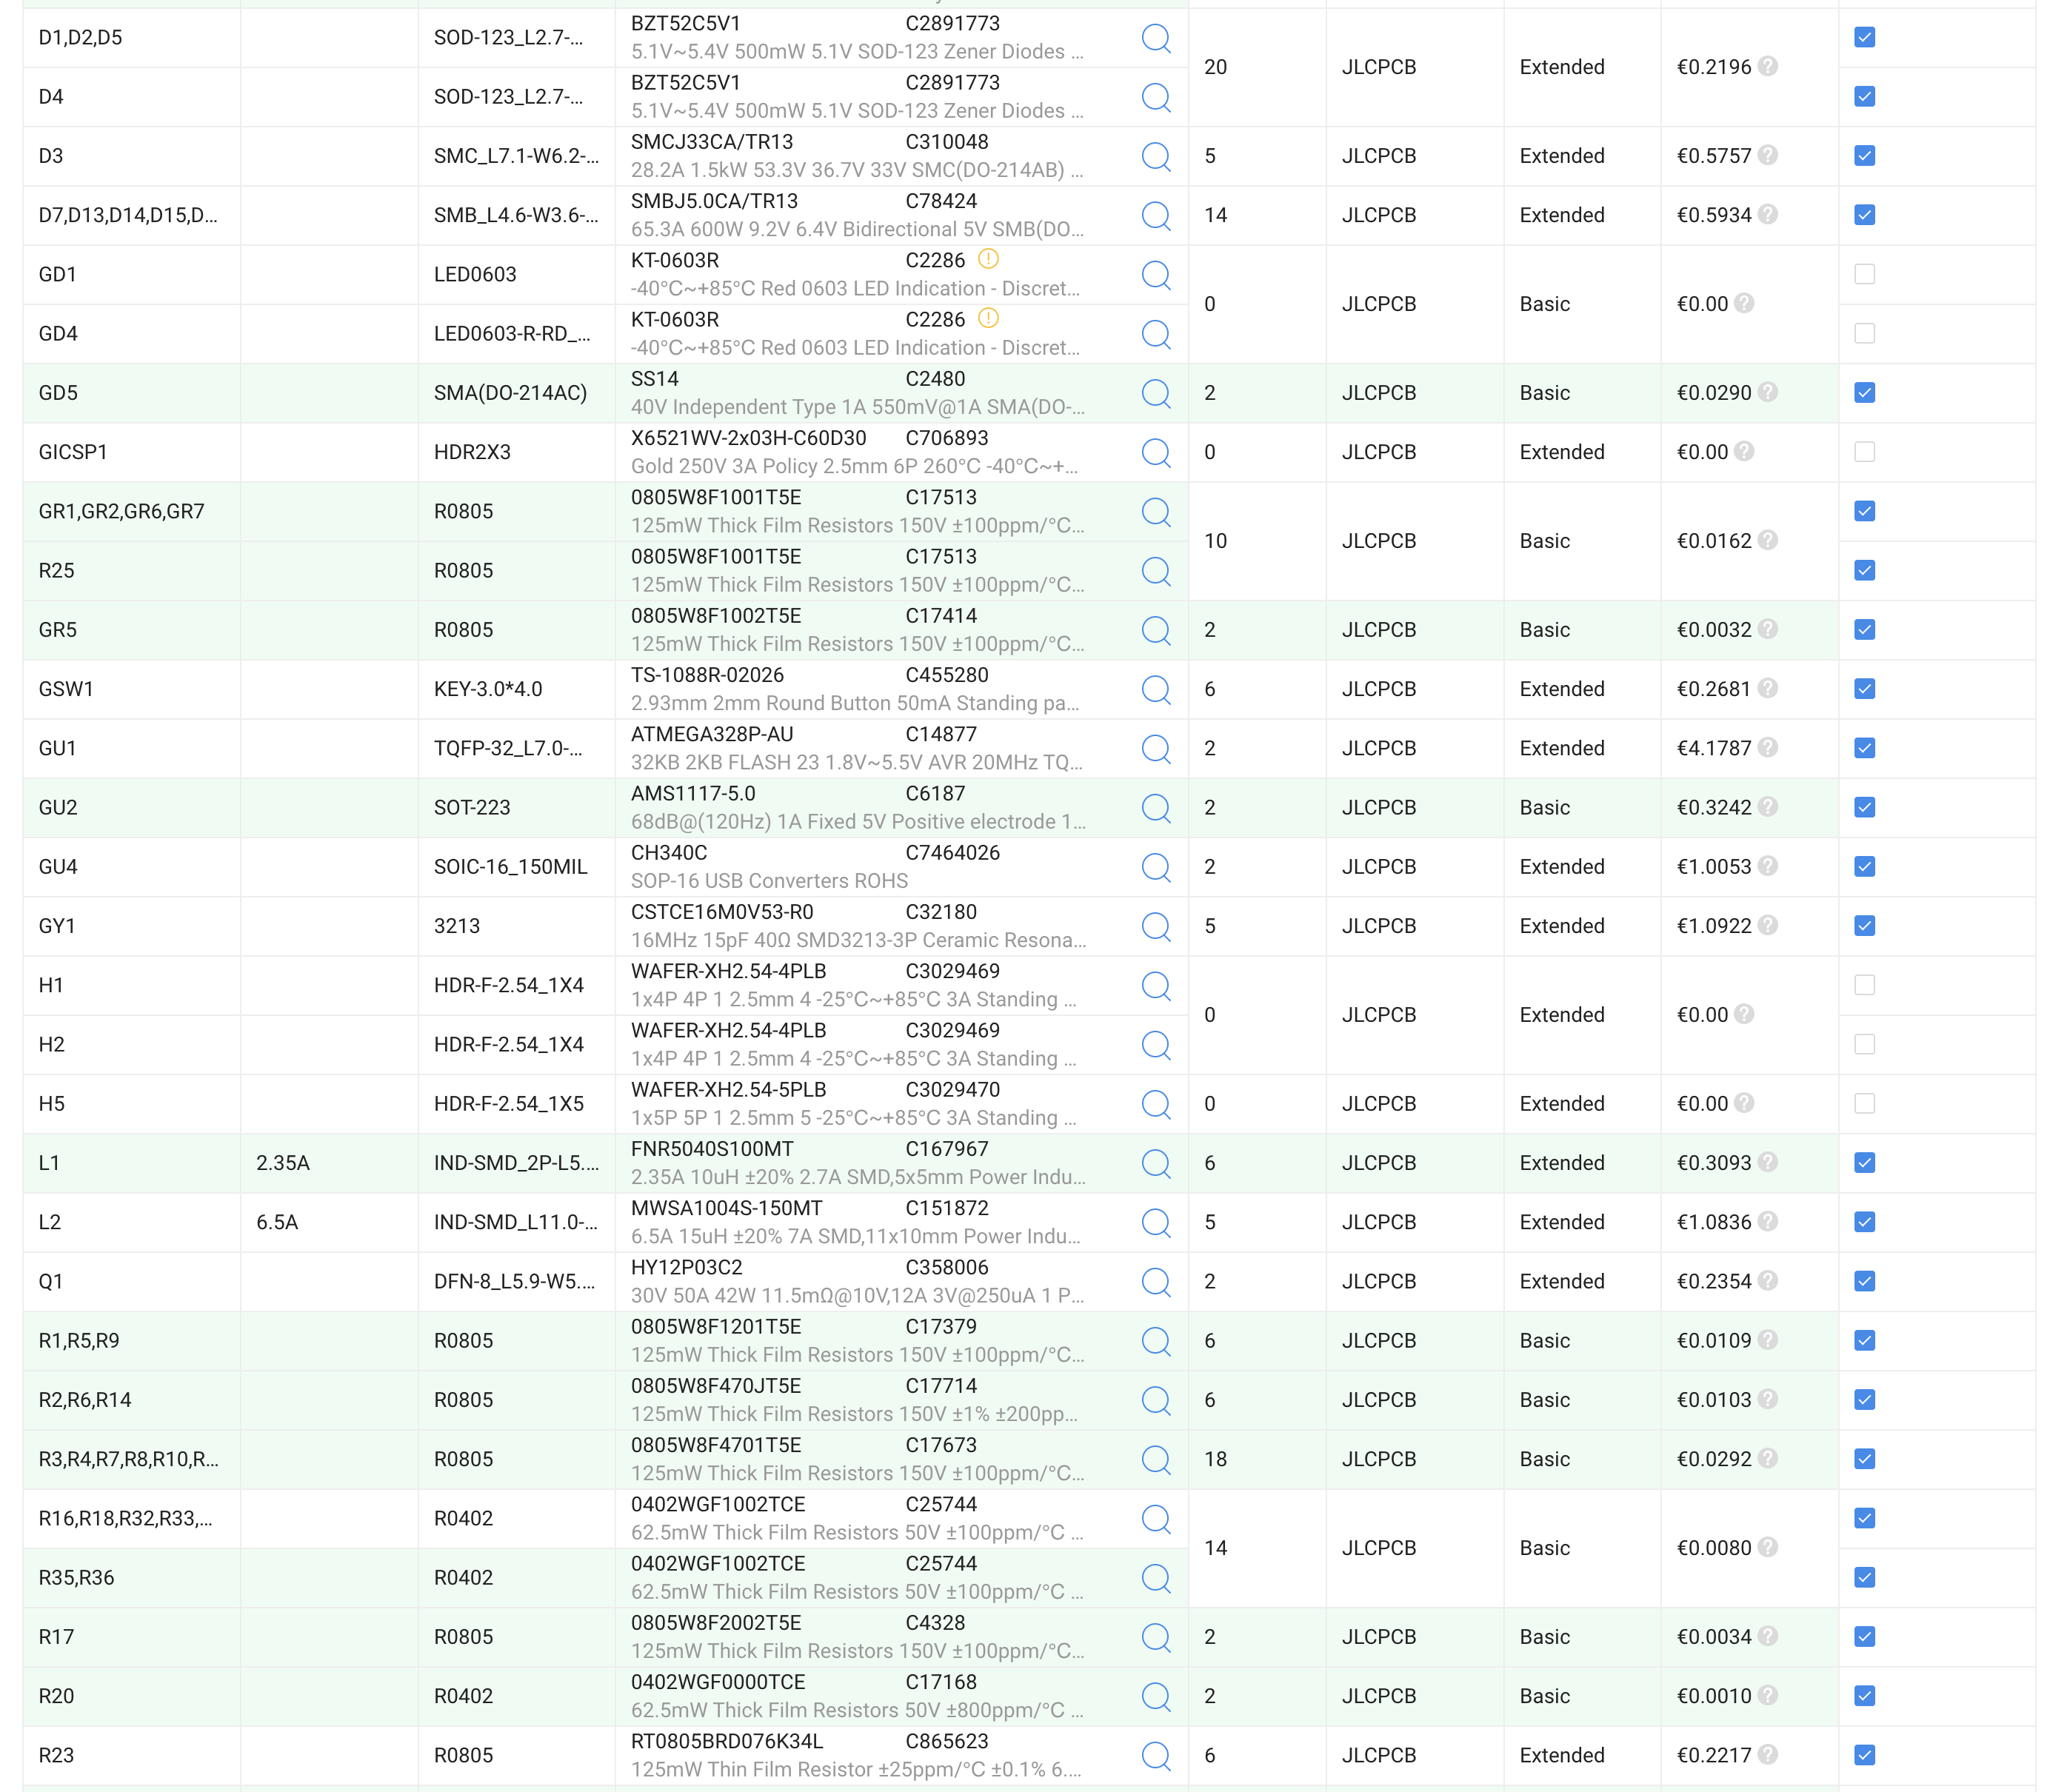 D1,D2,D5 SOD-123_L2.7-... BZT52C5V1 C2891773
5.1V~5.4V 500mW 5.1V SOD-123 Zener Diodes ...
20 JLCPCB Extended €0.2196
D4 SOD-123_L2.7-... BZT52C5V1 C2891773
5.1V~5.4V 500mW 5.1V SOD-123 Zener Diodes ...
D3 SMC_L7.1-W6.2-... SMCJ33CA/TR13 C310048 5 JLCPCB Extended €0.5757
28.2A 1.5kW 53.3V 36.7V 33V SMC(DO-214AB) ...
D7,D13,D14,D15,D... SMB_L4.6-W3.6-... SMBJ5.0CA/TR13 C78424 14 JLCPCB Extended €0.5934
65.3A 600W 9.2V 6.4V Bidirectional 5V SMB(DO...
GD1 LED0603 KT-0603R C2286
-40℃~+85℃ Red 0603 LED Indication - Discret...
0 JLCPCB Basic €0.00
GD4 LED0603-R-RD_... KT-0603R C2286
-40℃~+85℃ Red 0603 LED Indication - Discret...
GD5 SMA(DO-214AC) SS14 C2480 2 JLCPCB Basic €0.0290
40V Independent Type 1A 550mV@1A SMA(DO-...
GICSP1 HDR2X3 X6521WV-2x03H-C60D30 C706893 0 JLCPCB Extended €0.00
Gold 250V 3A Policy 2.5mm 6P 260℃ -40℃~+...
GR1,GR2,GR6,GR7 R0805 0805W8F1001T5E C17513
125mW Thick Film Resistors 150V ±100ppm/℃...
10 JLCPCB Basic €0.0162
R25 R0805 0805W8F1001T5E C17513
125mW Thick Film Resistors 150V ±100ppm/℃...
GR5 R0805 0805W8F1002T5E C17414 2 JLCPCB Basic €0.0032
125mW Thick Film Resistors 150V ±100ppm/℃...
GSW1 KEY-3.0*4.0 TS-1088R-02026 C455280 6 JLCPCB Extended €0.2681
2.93mm 2mm Round Button 50mA Standing pa...
GU1 TQFP-32_L7.0-... ATMEGA328P-AU C14877 2 JLCPCB Extended €4.1787
32KB 2KB FLASH 23 1.8V~5.5V AVR 20MHz TQ...
GU2 SOT-223 AMS1117-5.0 C6187 2 JLCPCB Basic €0.3242
68dB@(120Hz) 1A Fixed 5V Positive electrode 1...
GU4 SOIC-16_150MIL CH340C C7464026 2 JLCPCB Extended €1.0053
SOP-16 USB Converters ROHS
GY1 3213 CSTCE16M0V53-R0 C32180 5 JLCPCB Extended €1.0922
16MHz 15pF 40Ω SMD3213-3P Ceramic Resona...
H1 HDR-F-2.54_1X4 WAFER-XH2.54-4PLB C3029469
1x4P 4P 1 2.5mm 4 -25℃~+85℃ 3A Standing ...
0 JLCPCB Extended €0.00
H2 HDR-F-2.54_1X4 WAFER-XH2.54-4PLB C3029469
1x4P 4P 1 2.5mm 4 -25℃~+85℃ 3A Standing ...
H5 HDR-F-2.54_1X5 WAFER-XH2.54-5PLB C3029470 0 JLCPCB Extended €0.00
1x5P 5P 1 2.5mm 5 -25℃~+85℃ 3A Standing ...
L1 2.35A IND-SMD_2P-L5.... FNR5040S100MT C167967 6 JLCPCB Extended €0.3093
2.35A 10uH ±20% 2.7A SMD,5x5mm Power Indu...
L2 6.5A IND-SMD_L11.0-... MWSA1004S-150MT C151872 5 JLCPCB Extended €1.0836
6.5A 15uH ±20% 7A SMD,11x10mm Power Indu...
Q1 DFN-8_L5.9-W5.... HY12P03C2 C358006 2 JLCPCB Extended €0.2354
30V 50A 42W 11.5mΩ@10V,12A 3V@250uA 1 P...
R1,R5,R9 R0805 0805W8F1201T5E C17379 6 JLCPCB Basic €0.0109
125mW Thick Film Resistors 150V ±100ppm/℃...
R2,R6,R14 R0805 0805W8F470JT5E C17714 6 JLCPCB Basic €0.0103
125mW Thick Film Resistors 150V ±1% ±200pp...
R3,R4,R7,R8,R10,R... R0805 0805W8F4701T5E C17673 18 JLCPCB Basic €0.0292
125mW Thick Film Resistors 150V ±100ppm/℃...
R16,R18,R32,R33,... R0402 0402WGF1002TCE C25744
62.5mW Thick Film Resistors 50V ±100ppm/℃ ...
14 JLCPCB Basic €0.0080
R35,R36 R0402 0402WGF1002TCE C25744
62.5mW Thick Film Resistors 50V ±100ppm/℃ ...
R17 R0805 0805W8F2002T5E C4328 2 JLCPCB Basic €0.0034
125mW Thick Film Resistors 150V ±100ppm/℃...
R20 R0402 0402WGF0000TCE C17168 2 JLCPCB Basic €0.0010
62.5mW Thick Film Resistors 50V ±800ppm/℃ ...
R23 R0805 RT0805BRD076K34L C865623 6 JLCPCB Extended €0.2217
125mW Thin Film Resistor ±25ppm/℃ ±0.1% 6....